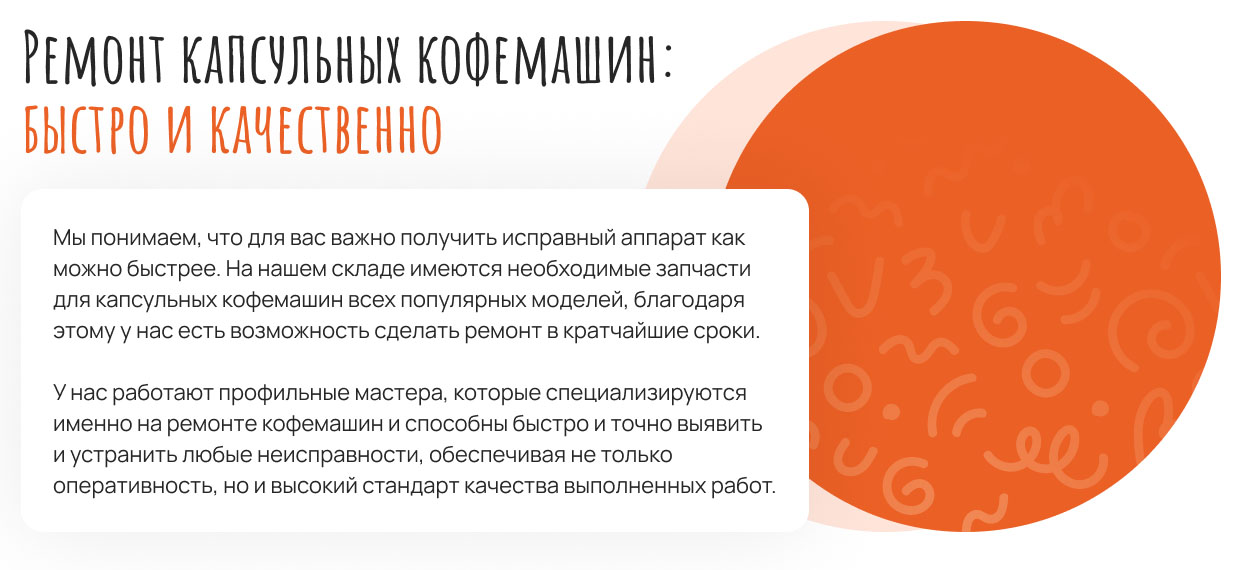 Ремонт капсульных кофемашин:
быстро и качественно
Мы понимаем, что для вас важно получить исправный аппарат как
можно быстрее. На нашем складе имеются необходимые запчасти
для капсульных кофемашин всех популярных моделей, благодаря
этому у нас есть возможность сделать ремонт в кратчайшие сроки.
У нас работают профильные мастера, которые специализируются
именно на ремонте кофемашин и способны быстро и точно выявить
и устранить любые неисправности, обеспечивая не только
оперативность, но и высокий стандарт качества выполненных работ.